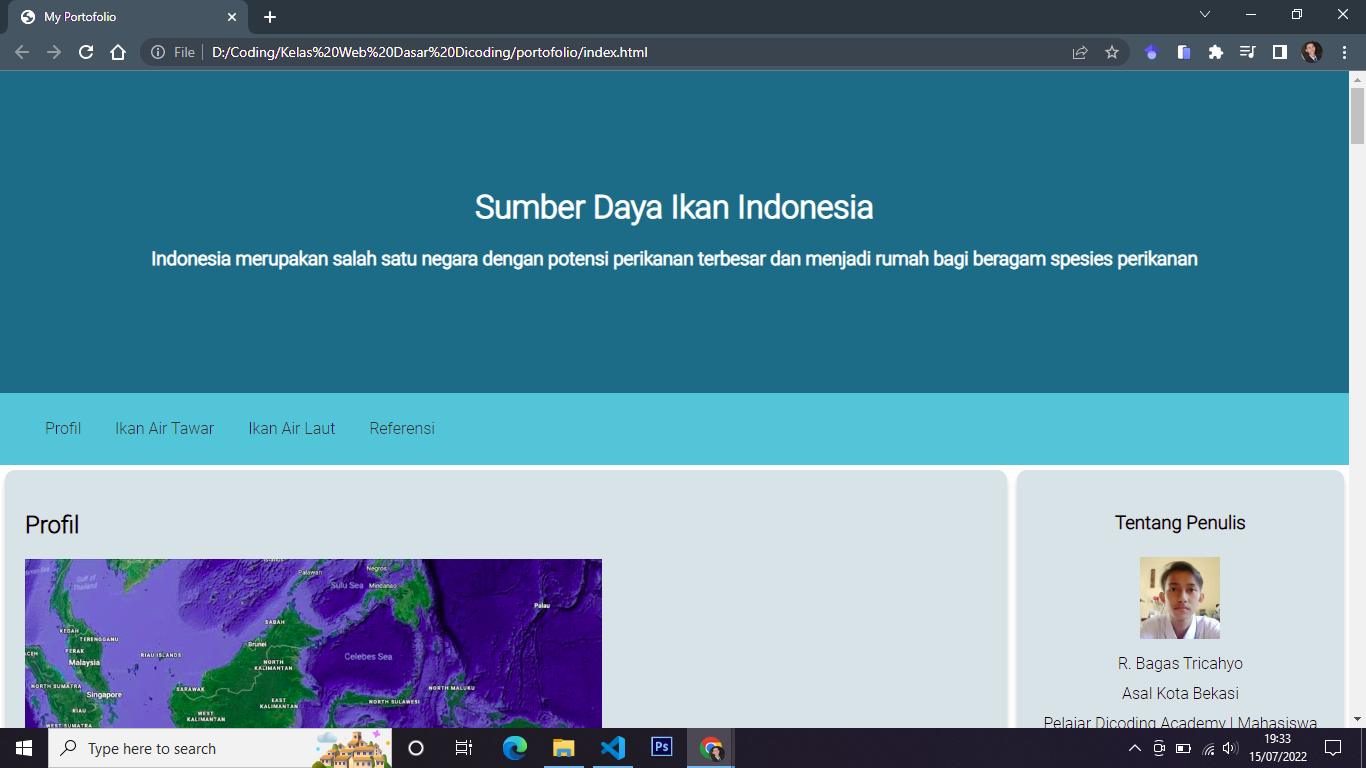 My Portofolio
File
D:/Coding/Kelas%20Web%20Dasar%20Dicoding/portofolio/index.html
Sumber Daya Ikan Indonesia
Indonesia merupakan salah satu negara dengan potensi perikanan terbesar dan menjadi rumah bagi beragam spesies perikanan
Profil
Ikan Air Tawar
Ikan Air Laut
Referensi
Profil
Gulf of
Thailand
Palawan
Negros
Sulu Sea
Mindanao
Palau
KEDAH
TERENGGANU
PERAK
Malaysia
RIAU ISLANDS
SABAH
Brunei
NORTH
KALIMANTAN
Celebes Sea
NORTH SUMATRA
Singapore
SARAWAK
NORTH MALUKU
RIAU
EAST
KALIMANTAN
NORTH SULAWESI
WEST SUMATRA
WEST
KALIMANTAN
Tentang Penulis
R. Bagas Tricahyo
Asal Kota Bekasi
Pelajar Dicoding Academy | Mahasiswa
Type here to search
Ps
19:33
15/07/2022